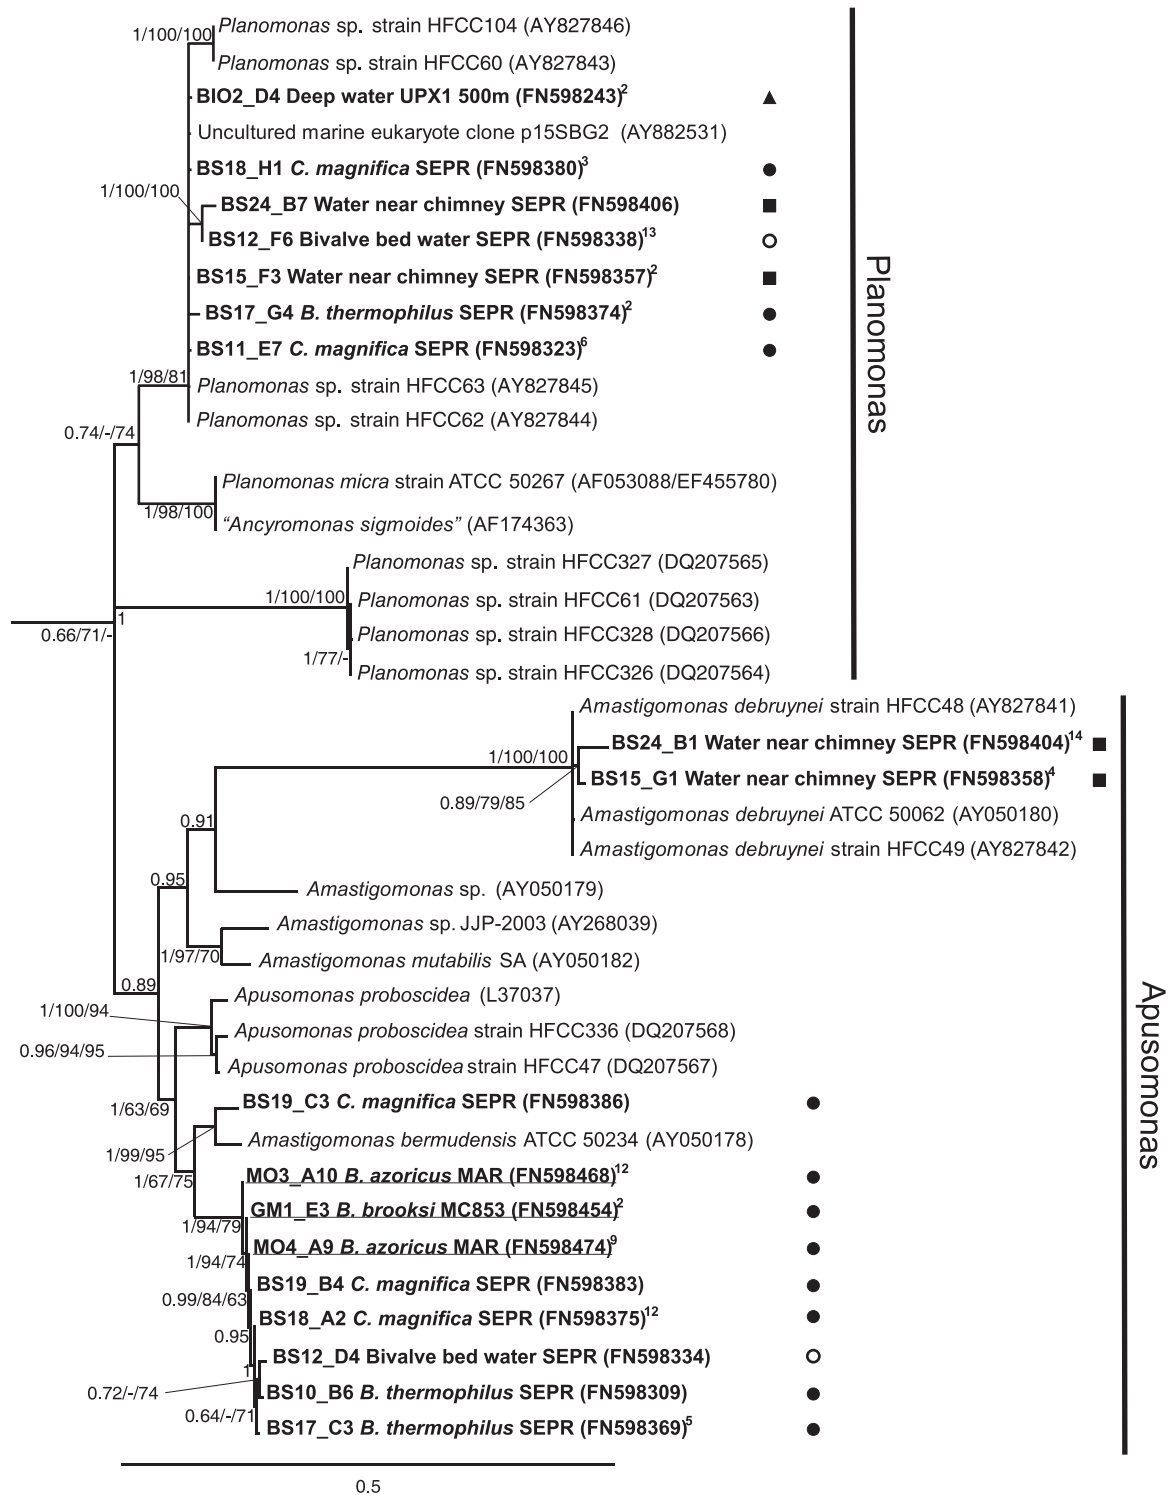 1/100/100
Planomonas sp. strain HFCC104 (AY827846)
Planomonas sp. strain HFCC60 (AY827843)
BIO2_D4 Deep water UPX1 500m (FN598243)2
Uncultured marine eukaryote clone p15SBG2 (AY882531)
BS18_H1 C. magnifica SEPR (FN598380)3
1/100/100
BS24_B7 Water near chimney SEPR (FN598406)
BS12_F6 Bivalve bed water SEPR (FN598338)13
BS15_F3 Water near chimney SEPR (FN598357)2
BS17_G4 B. thermophilus SEPR (FN598374)2
BS11_E7 C. magnifica SEPR (FN598323)6
1/98/81
Planomonas sp. strain HFCC63 (AY827845)
Planomonas sp. strain HFCC62 (AY827844)
0.74/-/74
Planomonas micra strain ATCC 50267 (AF053088/EF455780)
1/98/100
“Ancyromonas sigmoides” (AF174363)
Planomonas sp. strain HFCC327 (DQ207565)
1/100/100
Planomonas sp. strain HFCC61 (DQ207563)
1
0.66/71/-
Planomonas sp. strain HFCC328 (DQ207566)
1/77/-
Planomonas sp. strain HFCC326 (DQ207564)
Planomonas
Amastigomonas debruynei strain HFCC48 (AY827841)
BS24_B1 Water near chimney SEPR (FN598404)14
1/100/100
BS15_G1 Water near chimney SEPR (FN598358)4
0.89/79/85
Amastigomonas debruynei ATCC 50062 (AY050180)
0.91
Amastigomonas debruynei strain HFCC49 (AY827842)
0.95
Amastigomonas sp. (AY050179)
Amastigomonas sp. JJP-2003 (AY268039)
1/97/70
Amastigomonas mutabilis SA (AY050182)
0.89
Apusomonas proboscidea (L37037)
1/100/94
Apusomonas proboscidea strain HFCC336 (DQ207568)
0.96/94/95
Apusomonas proboscidea strain HFCC47 (DQ207567)
1/63/69
BS19_C3 C. magnifica SEPR (FN598386)
Amastigomonas bermudensis ATCC 50234 (AY050178)
1/99/95
1/67/75
MO3_A10 B. azoricus MAR (FN598468)12
GM1_E3 B. brooksi MC853 (FN598454)2
1/94/79
MO4_A9 B. azoricus MAR (FN598474)9
1/94/74
BS19_B4 C. magnifica SEPR (FN598383)
0.99/84/63
BS18_A2 C. magnifica SEPR (FN598375)12
0.95
BS12_D4 Bivalve bed water SEPR (FN598334)
1
0.72/-/74
BS10_B6 B. thermophilus SEPR (FN598309)
0.64/-/71
BS17_C3 B. thermophilus SEPR (FN598369)5
Apusomonas
0.5